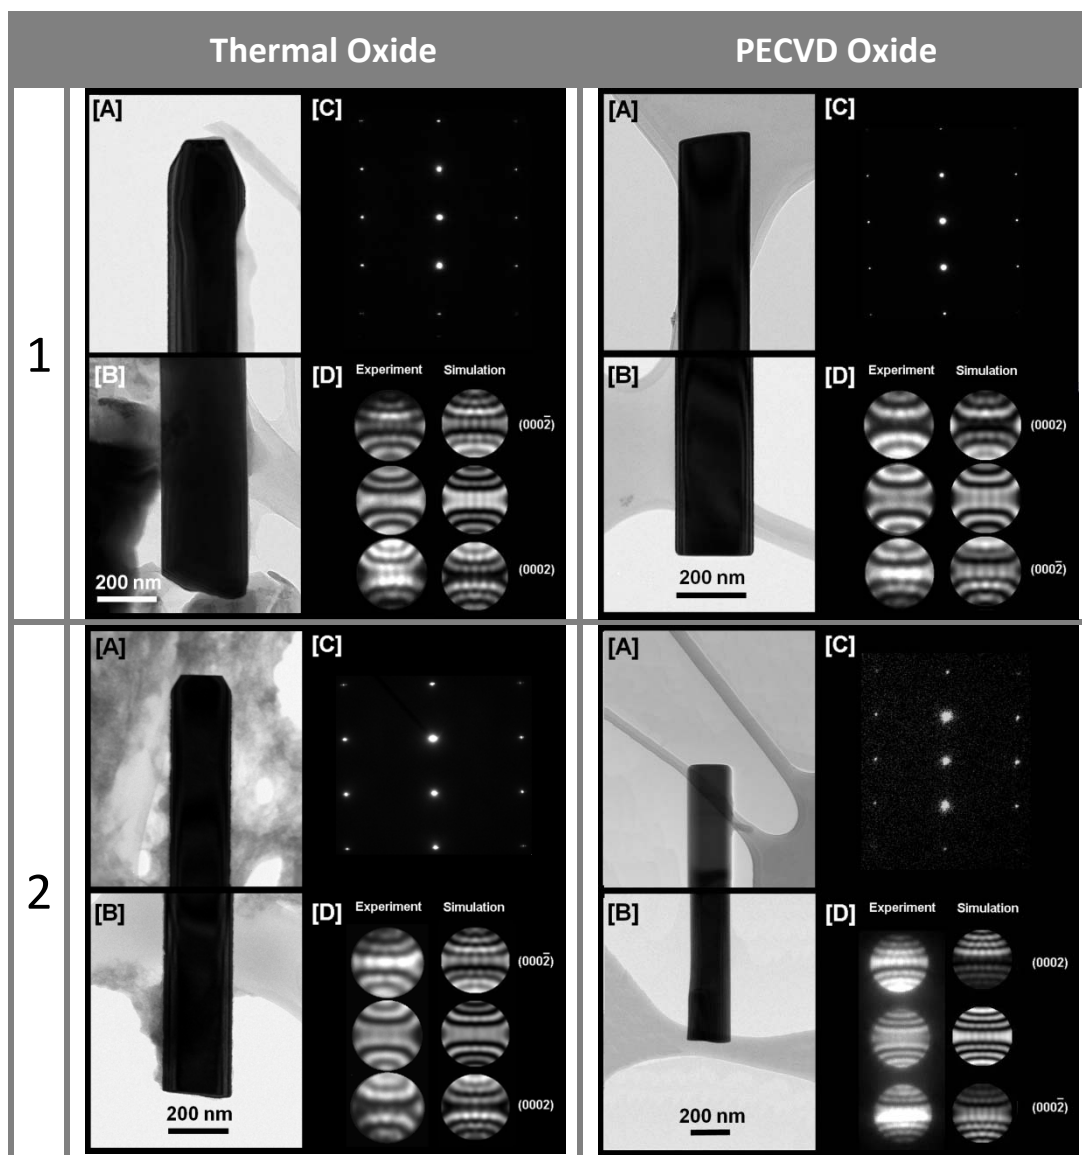 Thermal Oxide
PECVD Oxide
1
[A]
[C]
[B]
[D]
Experiment
Simulation
(0002̅)
(0002)
200 nm
[A]
[C]
[B]
[D]
Experiment
Simulation
(0002)
(0002̅)
200 nm
2
[A]
[C]
[B]
[D]
Experiment
Simulation
(0002̅)
(0002)
200 nm
[A]
[C]
[B]
[D]
Experiment
Simulation
(0002)
(0002̅)
200 nm